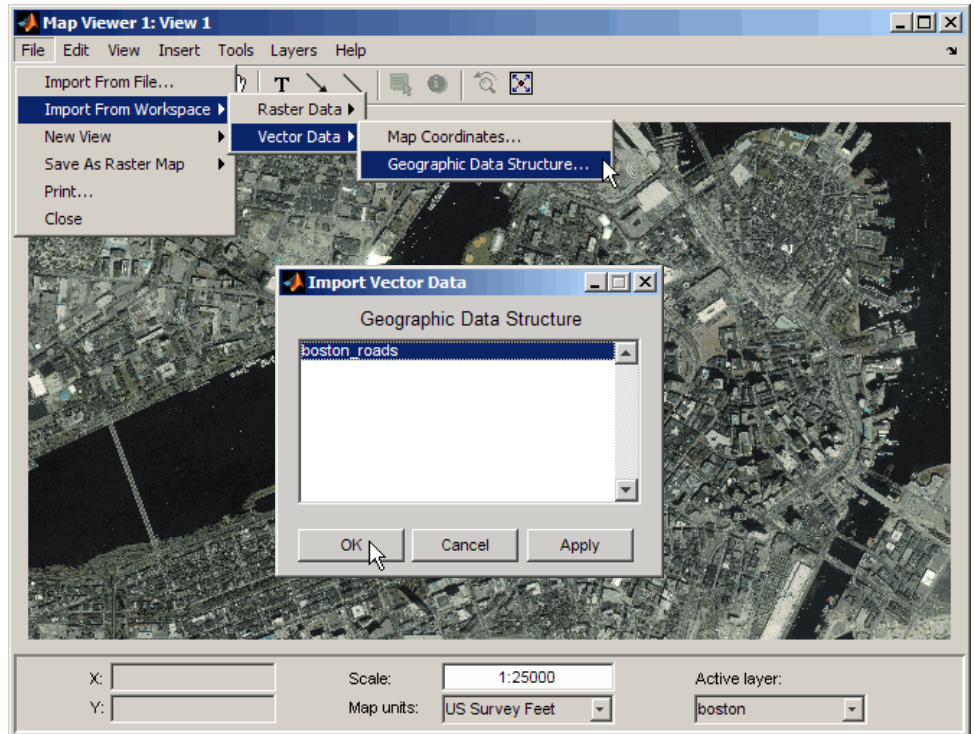 Map Viewer 1: View 1
File Edit View Insert Tools Layers Help
Import From File...
T
Import From Workspace
Raster Data
New View
Vector Data
Map Coordinates...
Save As Raster Map
Geographic Data Structure...
Print...
Close
Import Vector Data
Geographic Data Structure
boston_roads
OK Cancel Apply
X: Scale: 1:25000 Active layer:
Y: Map units: US Survey Feet boston